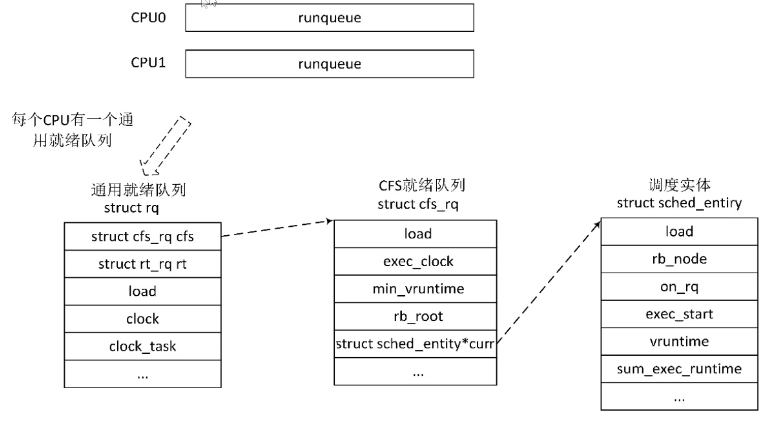 CPU0
runqueue
CPU1
runqueue
每个CPU有一个通
用就绪队列
通用就绪队列
struct rq
struct cfs_rq cfs
struct rt_rq rt
load
clock
clock_task
...
CFS就绪队列
struct cfs_rq
load
exec_clock
min_vruntime
rb_root
struct sched_entity*curr
...
调度实体
struct sched_entiry
load
rb_node
on_rq
exec_start
vruntime
sum_exec_runtime
...